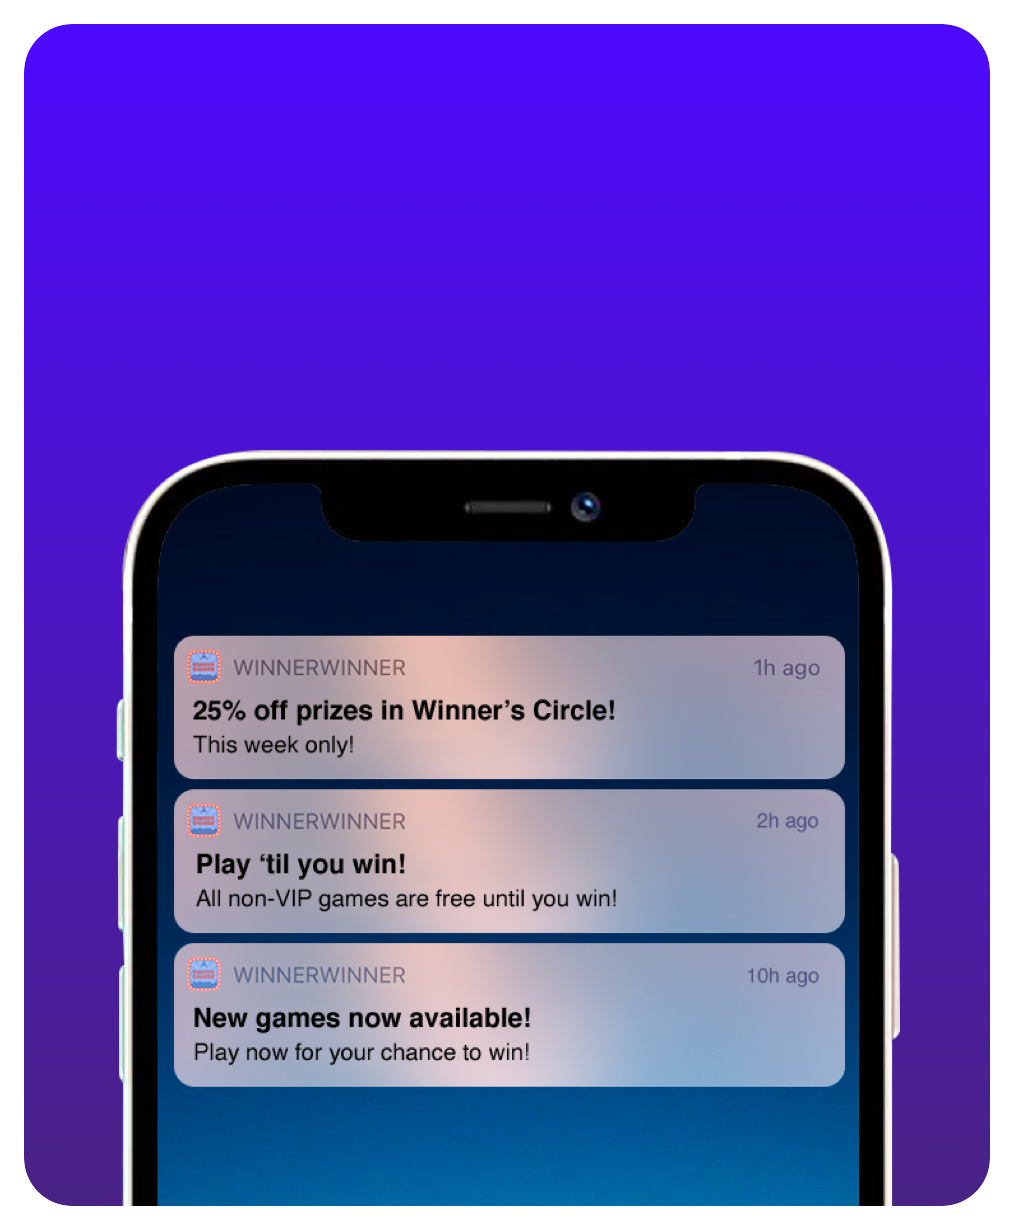 WINNERWINNER 1h ago
25% off prizes in Winner’s Circle!
This week only!
WINNERWINNER 2h ago
Play ‘til you win!
All non-VIP games are free until you win!
WINNERWINNER 10h ago
New games now available!
Play now for your chance to win!